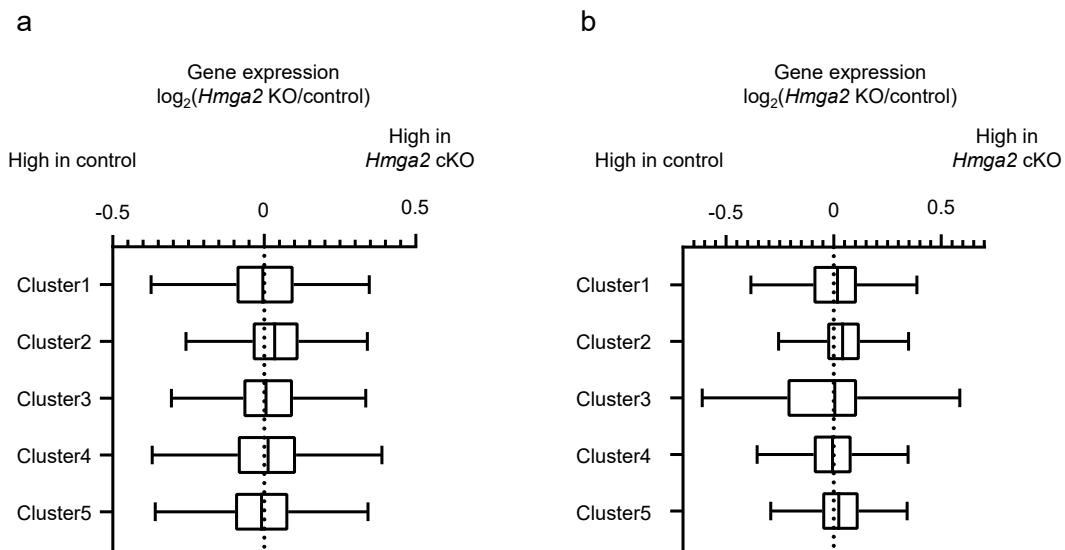 a
Gene expression
log2(Hmga2 KO/control)
High in control
High in
Hmga2 cKO
-0.5
0
0.5
Cluster1
Cluster2
Cluster3
Cluster4
Cluster5
b
Gene expression
log2(Hmga2 KO/control)
High in control
High in
Hmga2 cKO
-0.5
0
0.5
Cluster1
Cluster2
Cluster3
Cluster4
Cluster5